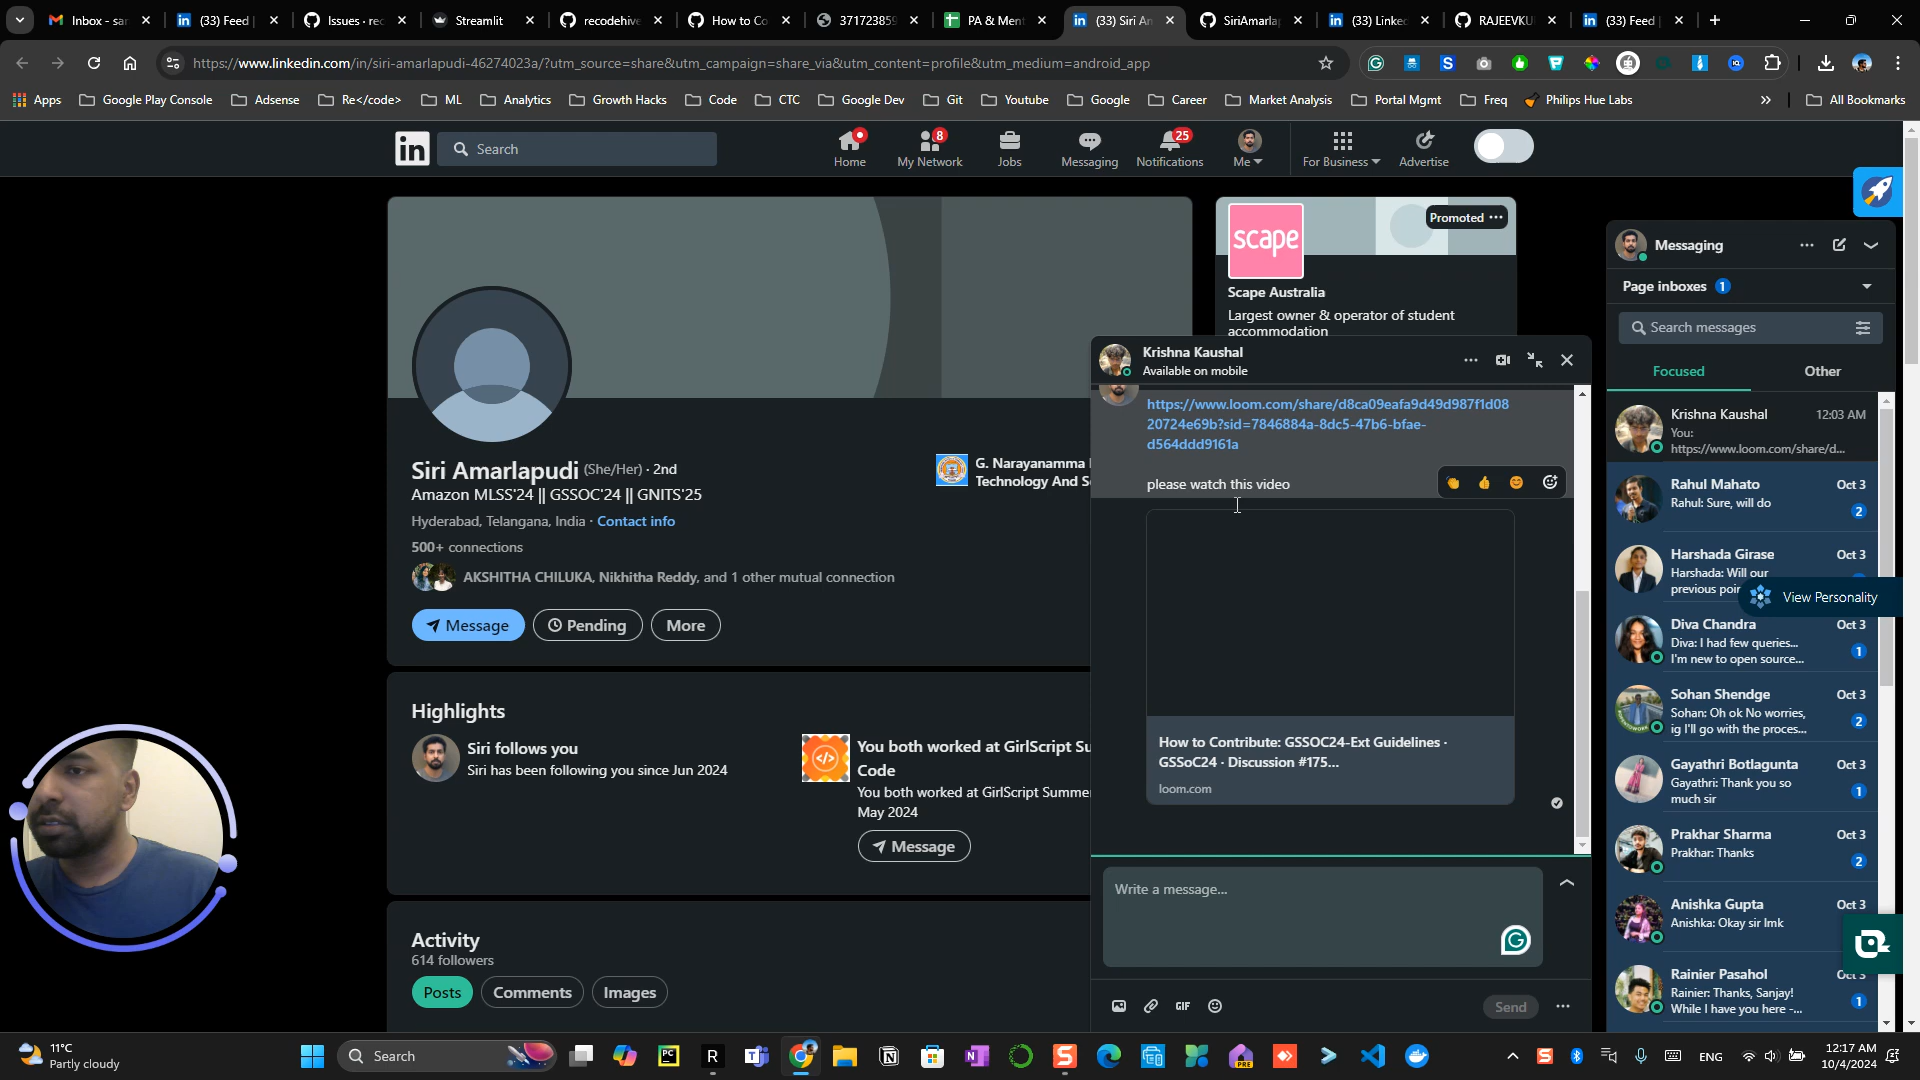 Inbox - sar
(33) Feed
Issues · rec
Streamlit
recodehive
How to Co
371723859
PA & Ment
(33) Siri An
SiriAmarlap
(33) Linked
RAJEEVKU
(33) Feed
https://www.linkedin.com/in/siri-amarlapudi-46274023a/?utm_source=share&utm_campaign=share_via&utm_content=profile&utm_medium=android_app
Apps
Google Play Console
Adsense
Re</code>
ML
Analytics
Growth Hacks
Code
CTC
Google Dev
Git
Youtube
Google
Career
Market Analysis
Portal Mgmt
Freq
Philips Hue Labs
All Bookmarks
Search
Home
8
My Network
Jobs
Messaging
25
Notifications
Me
For Business
Advertise
scape
Promoted
Scape Australia
Largest owner & operator of student
accommodation
Siri Amarlapudi (She/Her) · 2nd
Amazon MLSS'24 || GSSOC'24 || GNITS'25
Hyderabad, Telangana, India · Contact info
500+ connections
AKSHITHA CHILUKA, Nikhitha Reddy, and 1 other mutual connection
Message
Pending
More
G. Narayanamma
Technology And S
Highlights
Siri follows you
Siri has been following you since Jun 2024
You both worked at GirlScript Su
Code
You both worked at GirlScript Summe
May 2024
Message
Activity
614 followers
Posts
Comments
Images
Krishna Kaushal
Available on mobile
https://www.loom.com/share/d8ca09eafa9d49d987f1d08
20724e69b?sid=7846884a-8dc5-47b6-bfae-
d564ddd9161a
please watch this video
How to Contribute: GSSOC24-Ext Guidelines ·
GSSoC24 · Discussion #175...
loom.com
Write a message...
GIF
Send
Messaging
Page inboxes 1
Search messages
Focused
Other
Krishna Kaushal 12:03 AM
You:
https://www.loom.com/share/d...
Rahul Mahato Oct 3
Rahul: Sure, will do
2
Harshada Girase Oct 3
Harshada: Will our
previous poi
View Personality
Diva Chandra Oct 3
Diva: I had few queries...
I'm new to open source...
1
Sohan Shendge Oct 3
Sohan: Oh ok No worries,
ig I'll go with the proces...
2
Gayathri Botlagunta Oct 3
Gayathri: Thank you so
much sir
1
Prakhar Sharma Oct 3
Prakhar: Thanks
2
Anishka Gupta Oct 3
Anishka: Okay sir lmk
Rainier Pasahol Oct 3
Rainier: Thanks, Sanjay!
While I have you here -...
1
11°C
Partly cloudy
Search
ENG
12:17 AM
10/4/2024